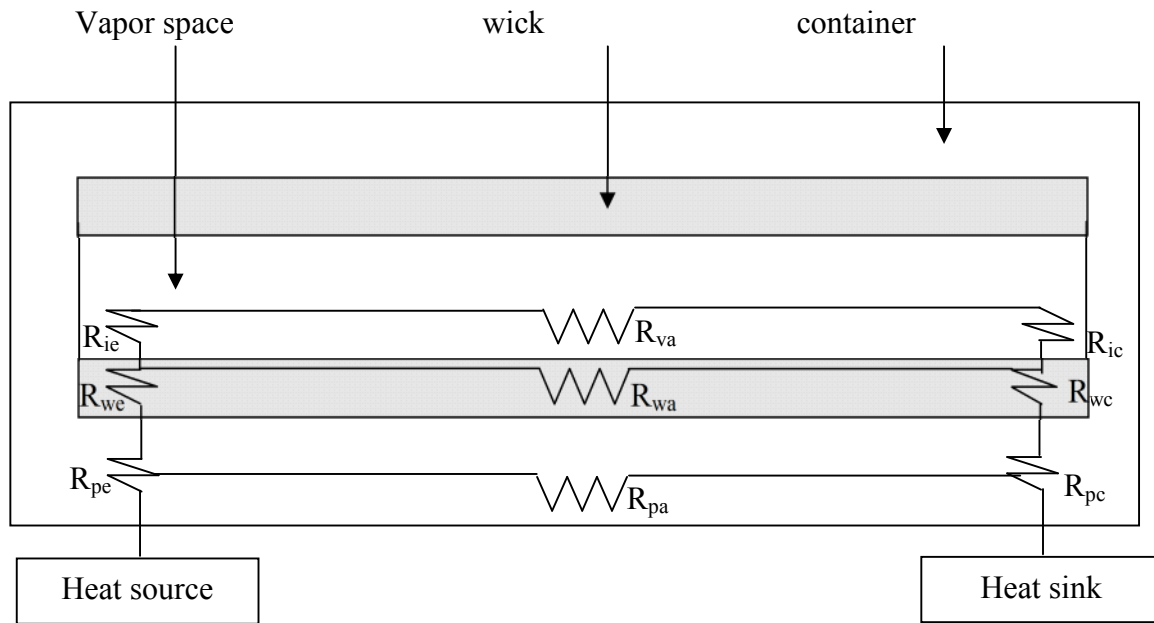 Vapor space wick container
R_ie R_va R_ic
R_we R_wa R_wc
R_pe R_pa R_pc
Heat source Heat sink